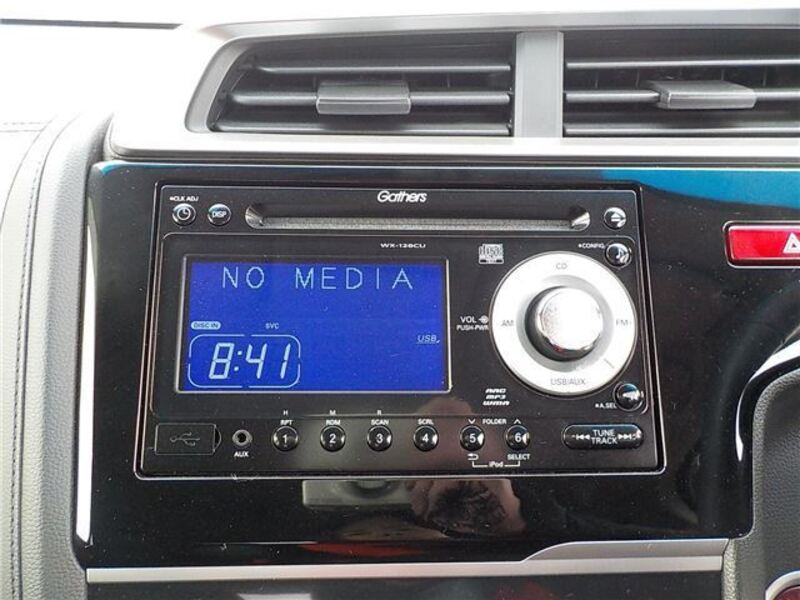 Gathers
CLK ADJ
DISP
WX-128CU
CONFIG
NO MEDIA
DISC IN
SVC
USB
8:41
CD
AM
FM
USB/AUX
VOL
PUSH-PWR
AAC
MP3
WMA
A.SEL
H M R
RPT RDM SCAN SCRL FOLDER
1 2 3 4 5 6
TUNE
TRACK
AUX
iPod
SELECT